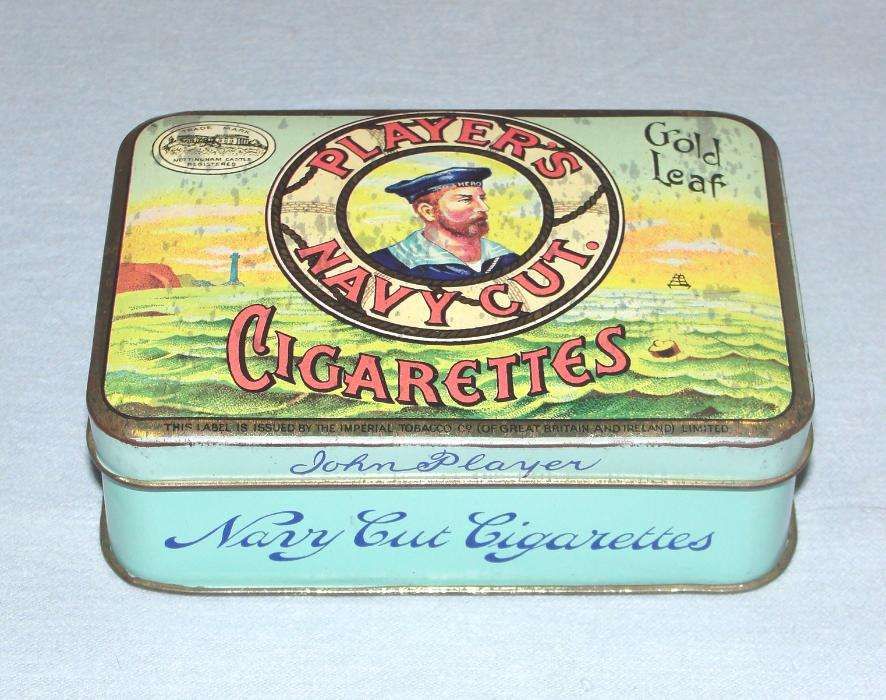 TRADE MARK
NOTTINGHAM CASTLE
REGISTERED
PLAYER'S
NAVY CUT.
HERO
Gold
Leaf
CIGARETTES
THIS LABEL IS ISSUED BY THE IMPERIAL TOBACCO CO (OF GREAT BRITAIN AND IRELAND) LIMITED
John Player
Navy Cut Cigarettes